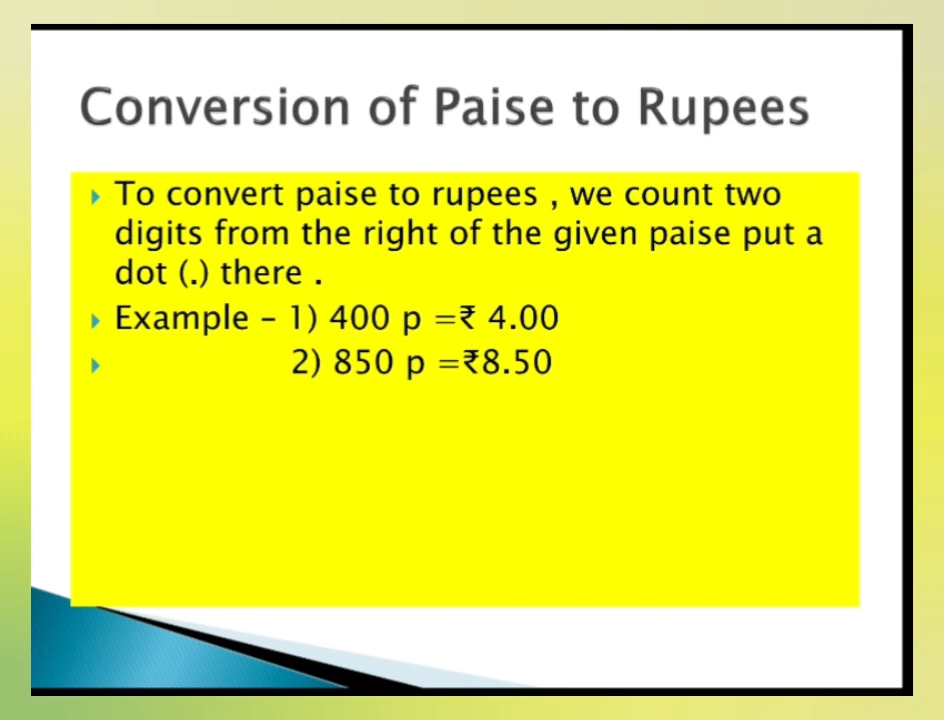 Conversion of Paise to Rupees
To convert paise to rupees , we count two
digits from the right of the given paise put a
dot (.) there .
Example – 1) 400 p =₹ 4.00
2) 850 p =₹8.50